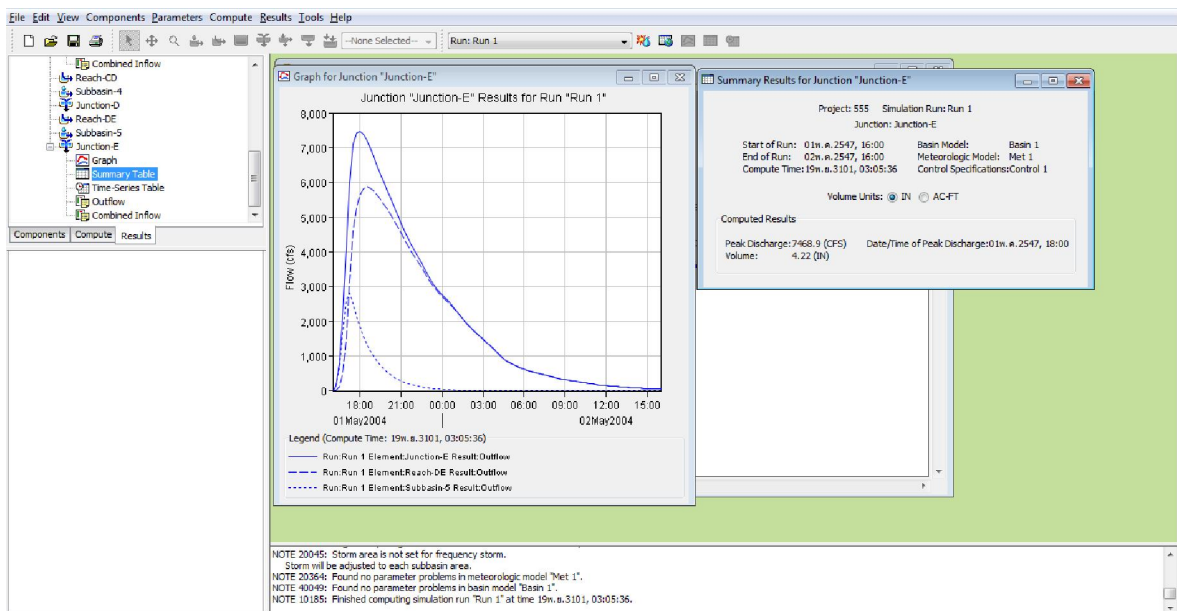 File Edit View Components Parameters Compute Results Tools Help
--None Selected-- Run: Run 1
Combined Inflow
Reach-CD
Subbasin-4
Junction-D
Reach-DE
Subbasin-5
Junction-E
Graph
Summary Table
Time-Series Table
Outflow
Combined Inflow
Components Compute Results
Graph for Junction "Junction-E"
Junction "Junction-E" Results for Run "Run 1"
8,000
7,000
6,000
5,000
4,000
3,000
2,000
1,000
0
Flow (cfs)
18:00 21:00 00:00 03:00 06:00 09:00 12:00 15:00
01May2004 02May2004
Legend (Compute Time: 19พ.ย.3101, 03:05:36)
Run:Run 1 Element:Junction-E Result:Outflow
Run:Run 1 Element:Reach-DE Result:Outflow
Run:Run 1 Element:Subbasin-5 Result:Outflow
Summary Results for Junction "Junction-E"
Project: 555 Simulation Run: Run 1
Junction: Junction-E
Start of Run: 01พ.ค.2547, 16:00 Basin Model: Basin 1
End of Run: 02พ.ค.2547, 16:00 Meteorologic Model: Met 1
Compute Time:19พ.ย.3101, 03:05:36 Control Specifications:Control 1
Volume Units: IN AC-FT
Computed Results
Peak Discharge:7468.9 (CFS) Date/Time of Peak Discharge:01พ.ค.2547, 18:00
Volume: 4.22 (IN)
NOTE 20045: Storm area is not set for frequency storm.
Storm will be adjusted to each subbasin area.
NOTE 20364: Found no parameter problems in meteorologic model "Met 1".
NOTE 40049: Found no parameter problems in basin model "Basin 1".
NOTE 10185: Finished computing simulation run "Run 1" at time 19พ.ย.3101, 03:05:36.